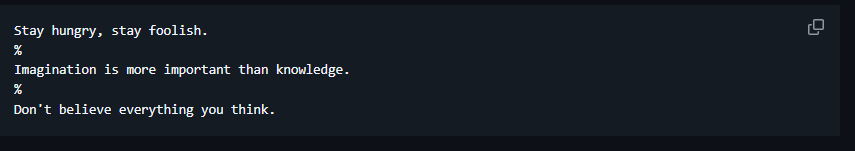 Stay hungry, stay foolish.
%
Imagination is more important than knowledge.
%
Don't believe everything you think.